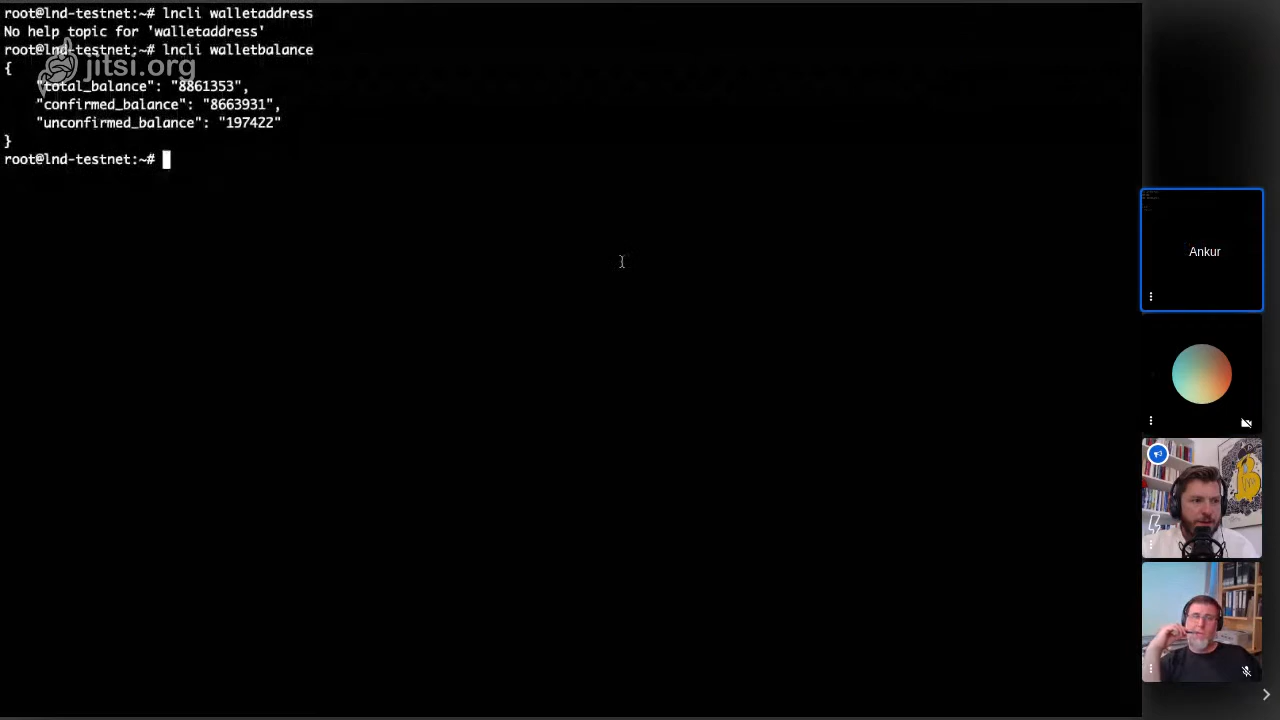 root@lnd-testnet:~# lncli walletaddress
No help topic for 'walletaddress'
root@lnd-testnet:~# lncli walletbalance
{
    "total_balance": "8861353",
    "confirmed_balance": "8663931",
    "unconfirmed_balance": "197422"
}
root@lnd-testnet:~#
jitsi.org
Ankur